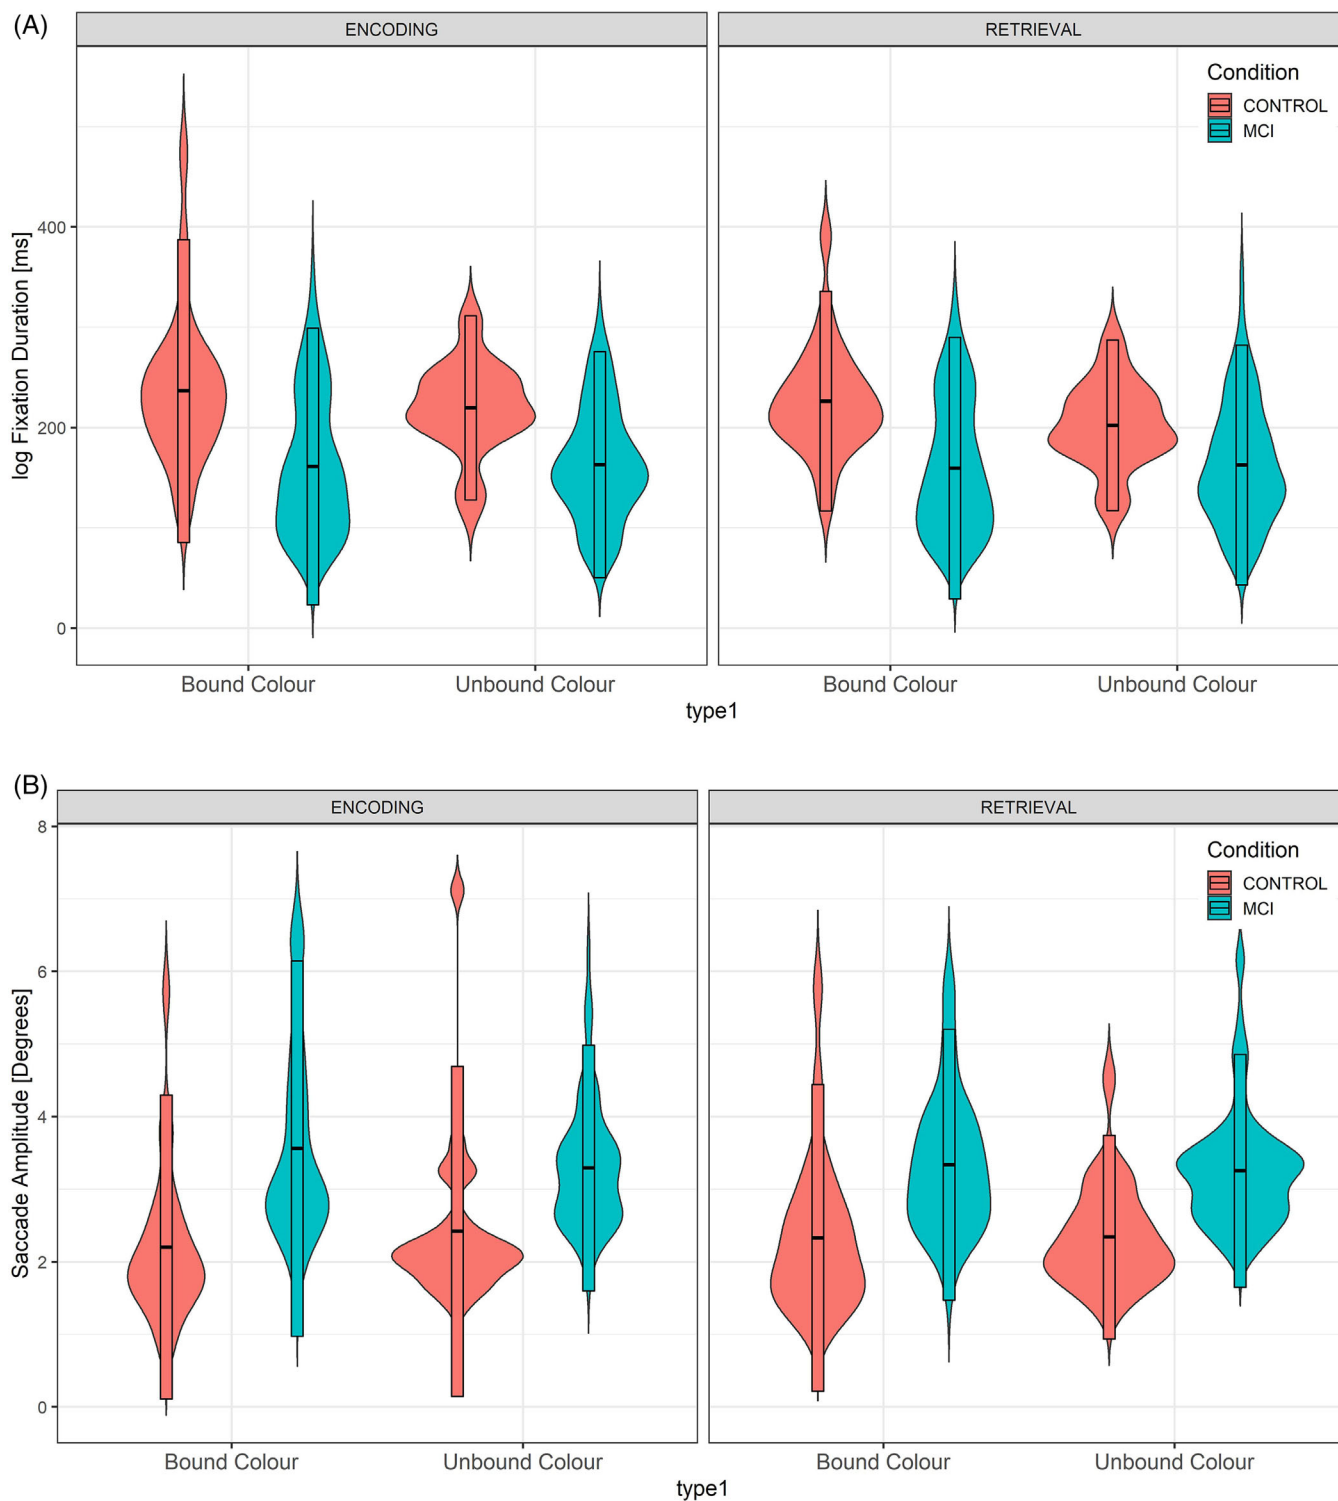 (A)
ENCODING
RETRIEVAL
Condition
CONTROL
MCI
log Fixation Duration [ms]
400
200
0
Bound Colour
Unbound Colour
Bound Colour
Unbound Colour
type1
(B)
ENCODING
RETRIEVAL
Condition
CONTROL
MCI
Saccade Amplitude [Degrees]
8
6
4
2
0
Bound Colour
Unbound Colour
Bound Colour
Unbound Colour
type1